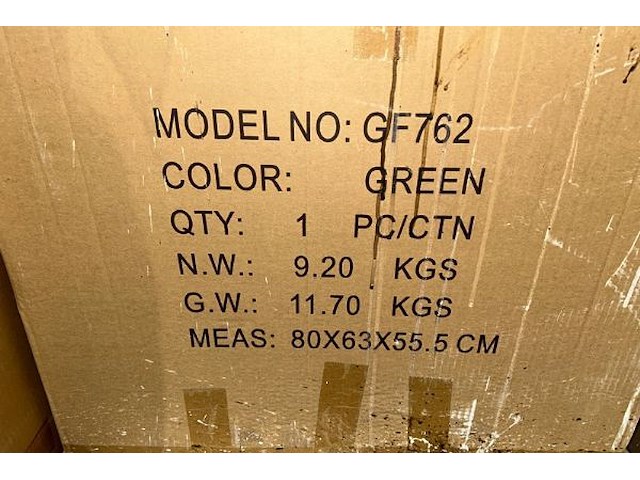 MODEL NO: GF762
COLOR: GREEN
QTY: 1 PC/CTN
N.W.: 9.20 KGS
G.W.: 11.70 KGS
MEAS: 80X63X55.5 CM